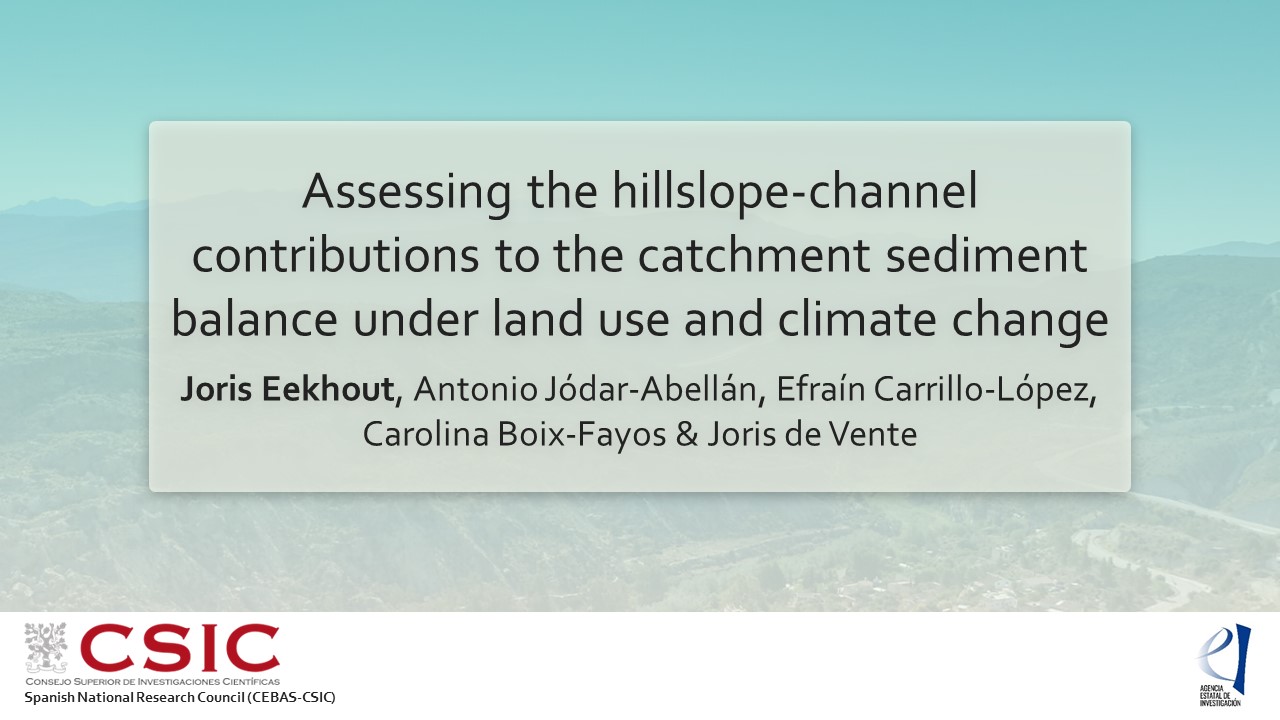 Assessing the hillslope-channel
contributions to the catchment sediment
balance under land use and climate change
Joris Eekhout, Antonio Jódar-Abellán, Efraín Carrillo-López,
Carolina Boix-Fayos & Joris de Vente
CSIC
CONSEJO SUPERIOR DE INVESTIGACIONES CIENTÍFICAS
Spanish National Research Council (CEBAS-CSIC)
AGENCIA
ESTATAL DE
INVESTIGACIÓN